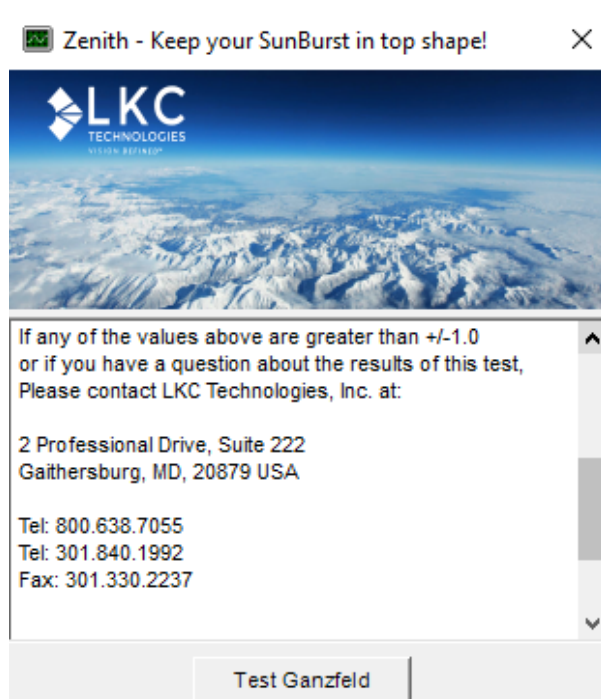 Zenith - Keep your SunBurst in top shape!
LKC
TECHNOLOGIES
VISION DEFINED™
If any of the values above are greater than +/-1.0
or if you have a question about the results of this test,
Please contact LKC Technologies, Inc. at:
2 Professional Drive, Suite 222
Gaithersburg, MD, 20879 USA
Tel: 800.638.7055
Tel: 301.840.1992
Fax: 301.330.2237
Test Ganzfeld